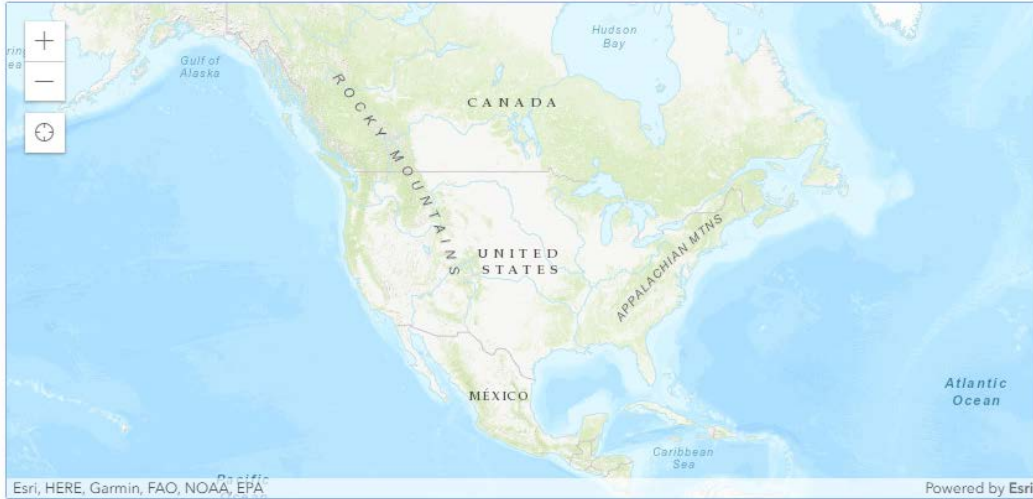 Hudson
Bay
Gulf of
Alaska
ROCKY MOUNTAINS
CANADA
UNITED
STATES
APPALACHIAN MTNS
MÉXICO
Atlantic
Ocean
Caribbean
Sea
Pacific
Esri, HERE, Garmin, FAO, NOAA, EPA
Powered by Esri